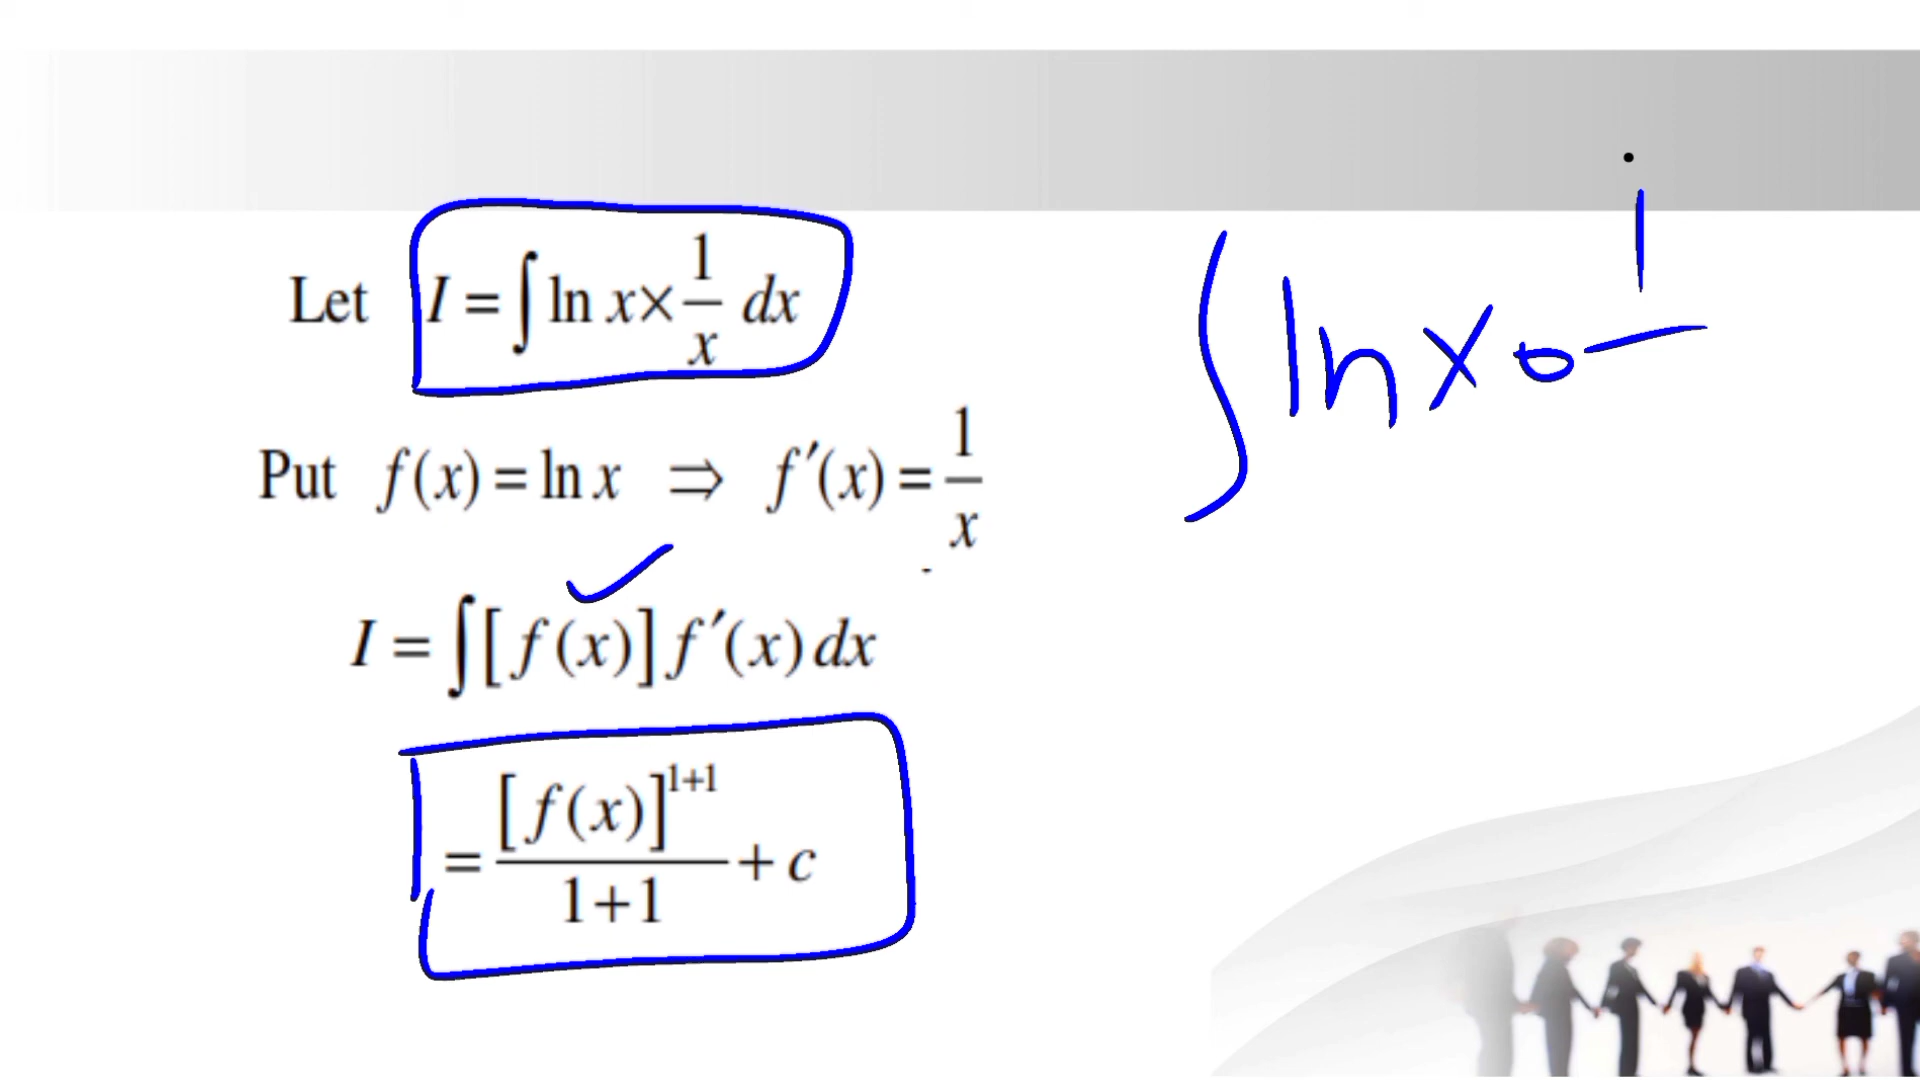 Let I = ∫ ln x × 1/x dx
Put f(x) = ln x ⇒ f′(x) = 1/x
I = ∫ [f(x)] f′(x) dx
= [f(x)]^(1+1)/(1+1) + c
∫ ln x · 1